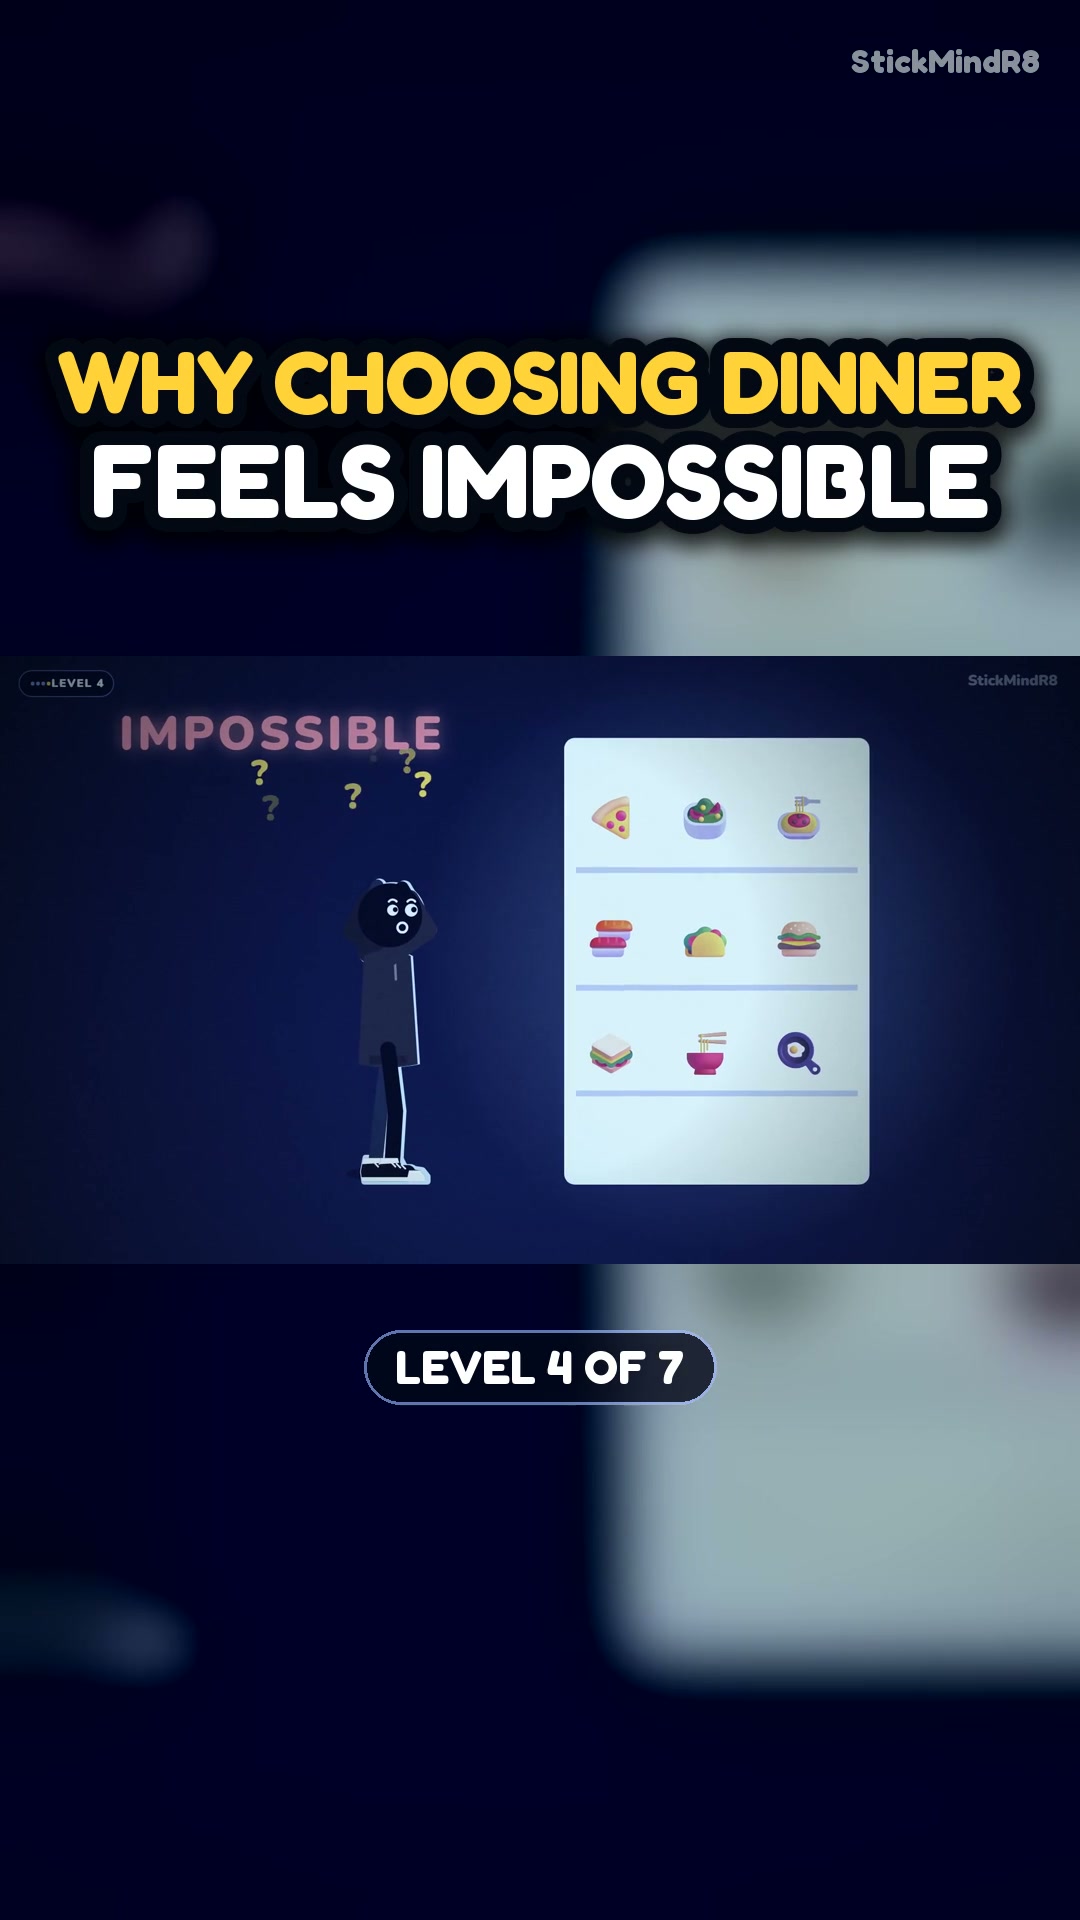 StickMindR8
WHY CHOOSING DINNER
FEELS IMPOSSIBLE
LEVEL 4
StickMindR8
IMPOSSIBLE
? ? ? ? ?
LEVEL 4 OF 7